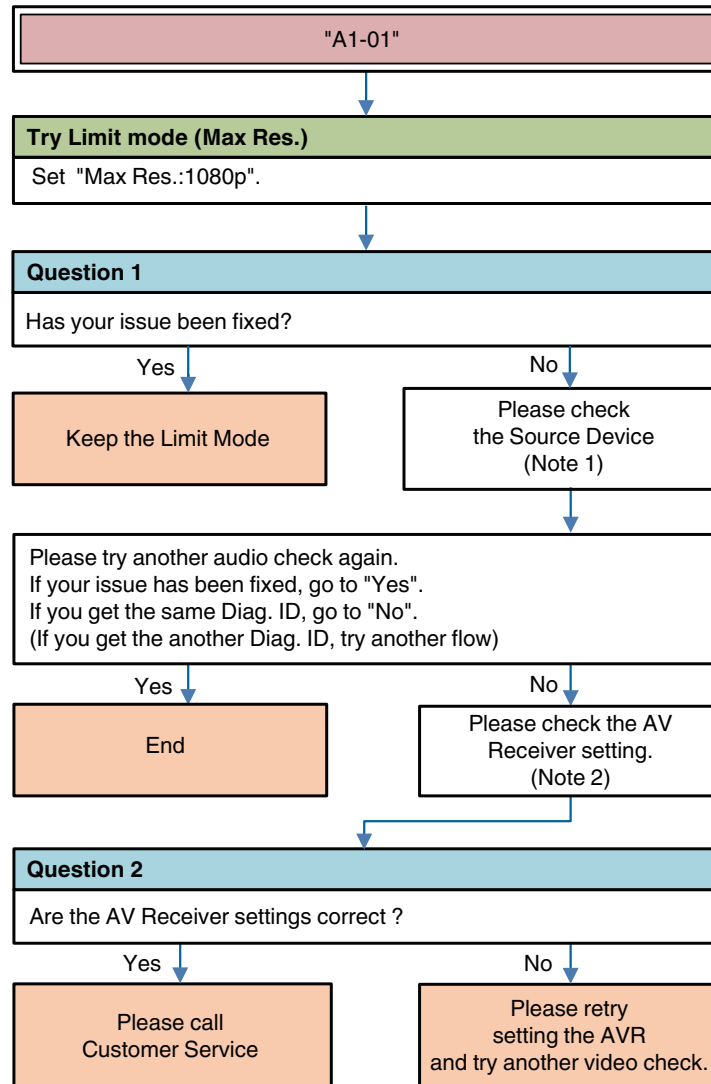 "A1-01"
Try Limit mode (Max Res.)
Set "Max Res.:1080p".
Question 1
Has your issue been fixed?
Yes
No
Keep the Limit Mode
Please check
the Source Device
(Note 1)
Please try another audio check again.
If your issue has been fixed, go to "Yes".
If you get the same Diag. ID, go to "No".
(If you get the another Diag. ID, try another flow)
Yes
No
End
Please check the AV
Receiver setting.
(Note 2)
Question 2
Are the AV Receiver settings correct ?
Yes
No
Please call
Customer Service
Please retry
setting the AVR
and try another video check.